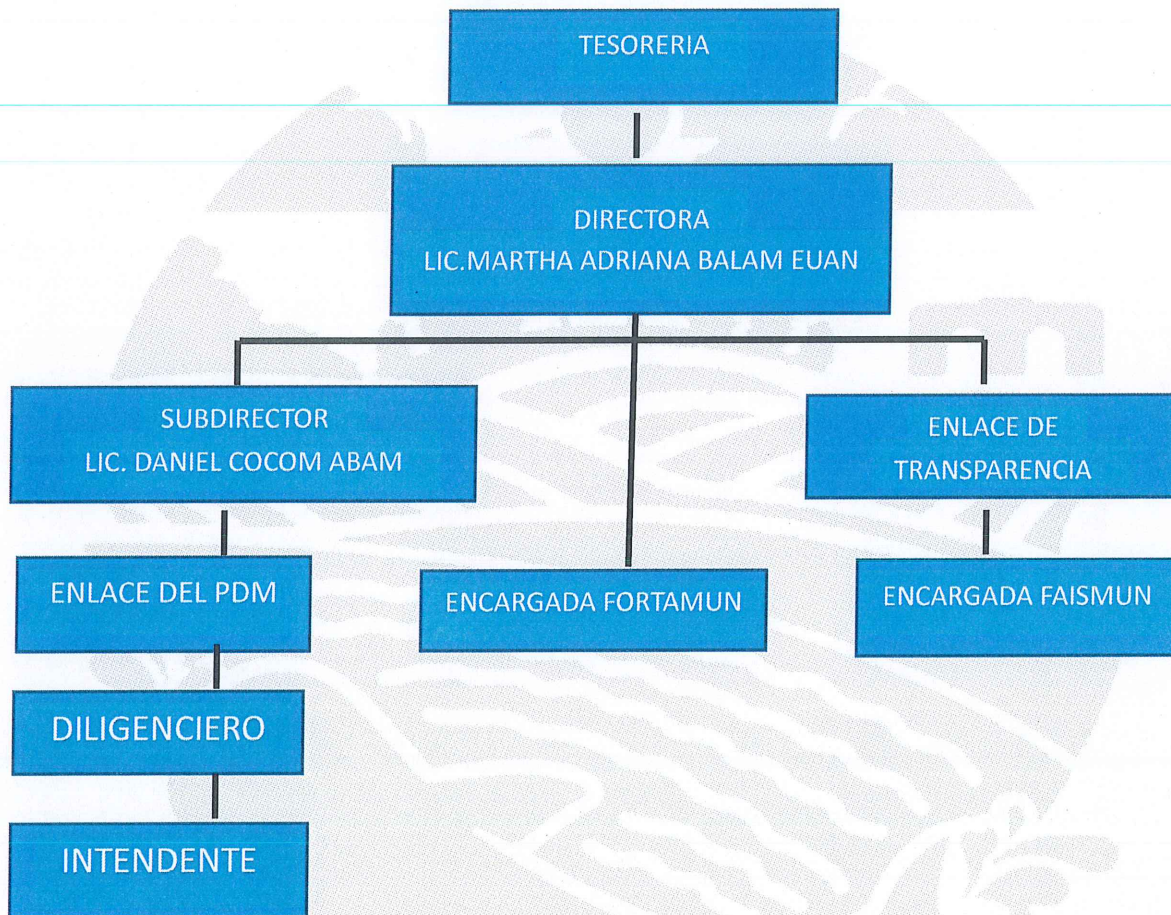 TESORERIA
DIRECTORA
LIC.MARTHA ADRIANA BALAM EUAN
SUBDIRECTOR
LIC. DANIEL COCOM ABAM
ENLACE DE
TRANSPARENCIA
ENLACE DEL PDM
ENCARGADA FORTAMUN
ENCARGADA FAISMUN
DILIGENCIERO
INTENDENTE